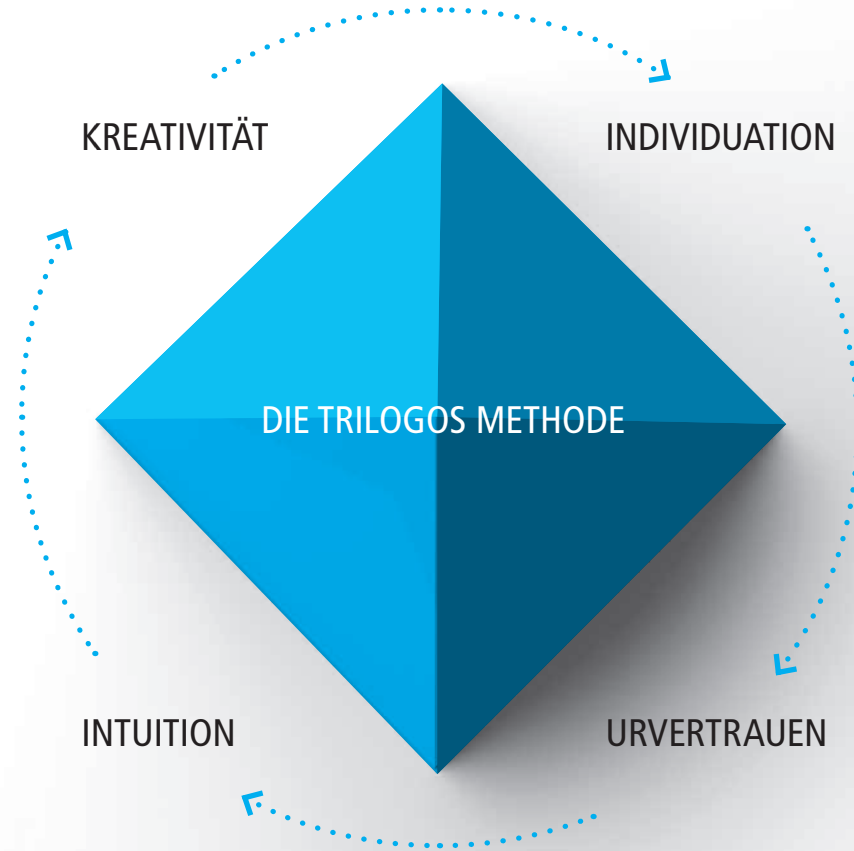 KREATIVITÄT
INDIVIDUATION
DIE TRILOGOS METHODE
INTUITION
URVERTRAUEN